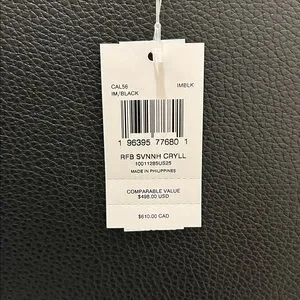 CAL56 IMBLK
IM/BLACK
1 96395 77680 1
RFB SVNNH CRYLL
10011285US25
MADE IN PHILIPPINES
COMPARABLE VALUE
$498.00 USD
$610.00 CAD